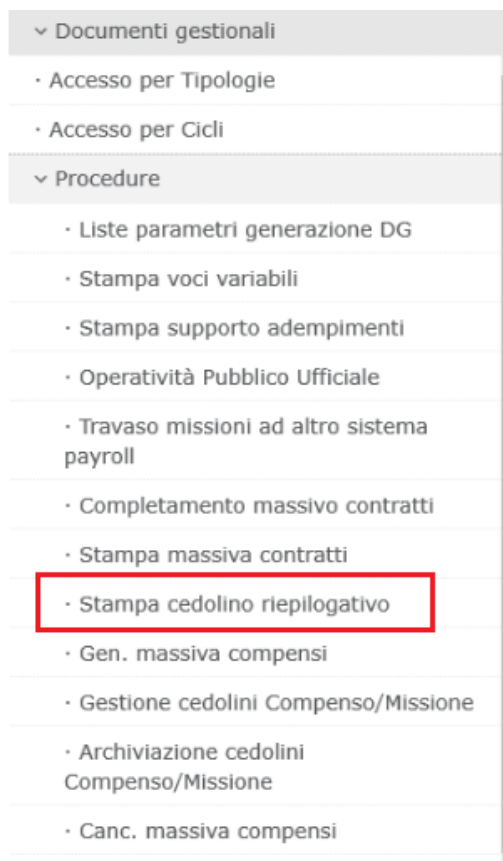 Documenti gestionali
· Accesso per Tipologie
· Accesso per Cicli
Procedure
· Liste parametri generazione DG
· Stampa voci variabili
· Stampa supporto adempimenti
· Operatività Pubblico Ufficiale
· Travaso missioni ad altro sistema
payroll
· Completamento massivo contratti
· Stampa massiva contratti
· Stampa cedolino riepilogativo
· Gen. massiva compensi
· Gestione cedolini Compenso/Missione
· Archiviazione cedolini
Compenso/Missione
· Canc. massiva compensi